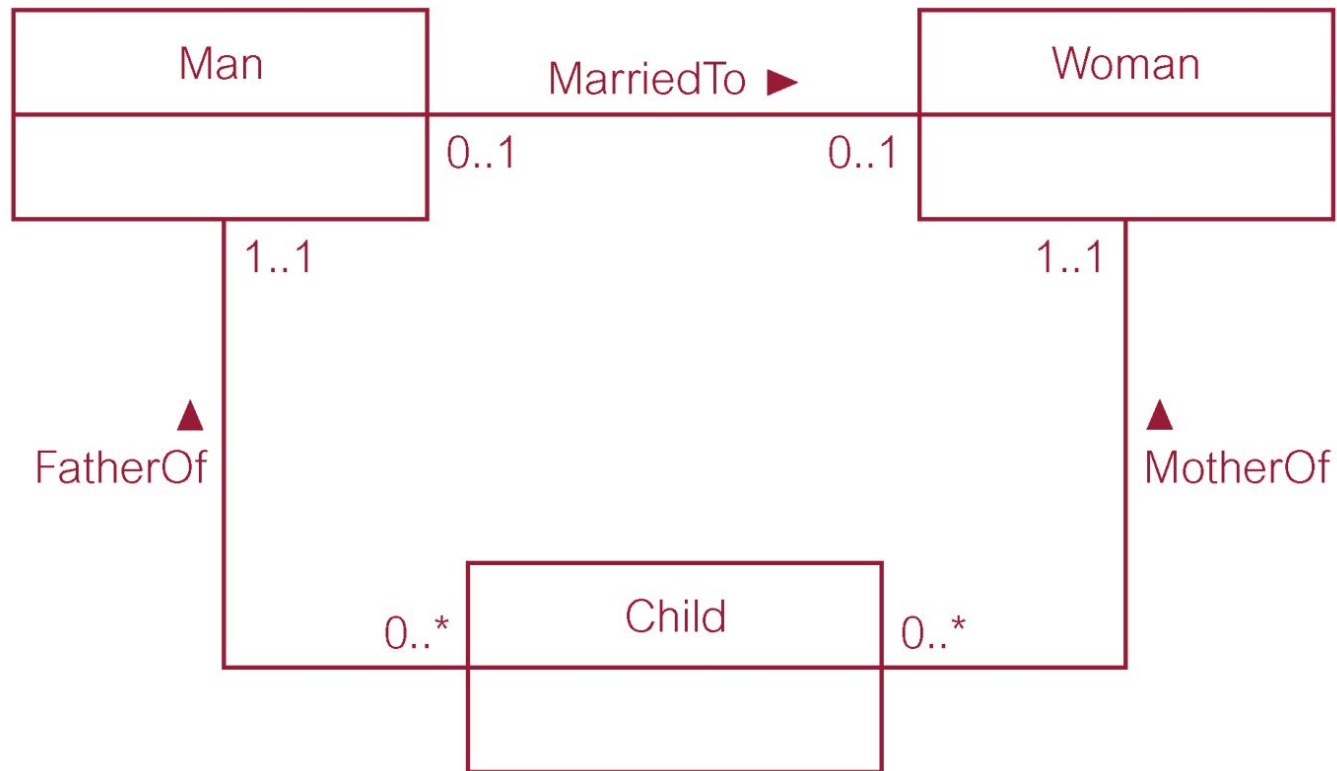 Man
MarriedTo ►
Woman
0..1
0..1
1..1
1..1
▲
FatherOf
▲
MotherOf
0..*
Child
0..*